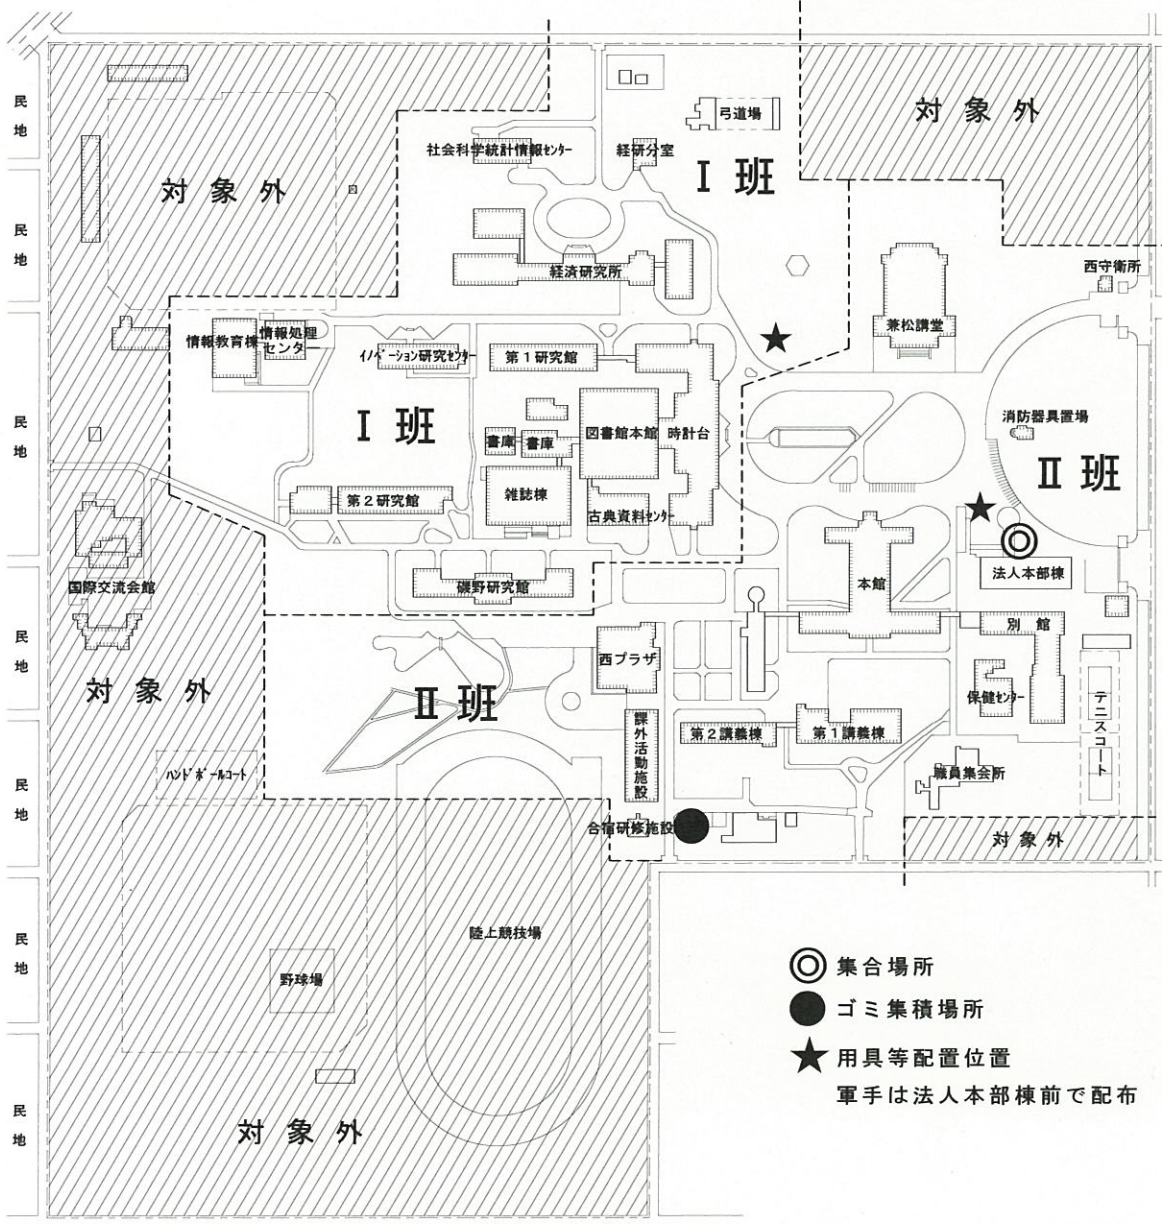 民地
民地
民地
民地
民地
民地
民地
対象外
対象外
弓道場
社会科学統計情報ｾﾝﾀｰ
経研分室
Ⅰ班
経済研究所
西守衛所
兼松講堂
情報教育棟
情報処理
センター
ｲﾉﾍﾞｰｼｮﾝ研究ｾﾝﾀｰ
第１研究館
Ⅰ班
図書館本館
時計台
消防器具置場
書庫
書庫
Ⅱ班
第２研究館
雑誌棟
古典資料ｾﾝﾀｰ
法人本部棟
国際交流会館
磯野研究館
本館
別館
西プラザ
対象外
Ⅱ班
保健ｾﾝﾀｰ
テニスコート
課外活動施設
第２講義棟
第１講義棟
ﾊﾝﾄﾞﾎﾞｰﾙｺｰﾄ
職員集会所
合宿研修施設
対象外
陸上競技場
野球場
対象外
集合場所
ゴミ集積場所
用具等配置位置
軍手は法人本部棟前で配布